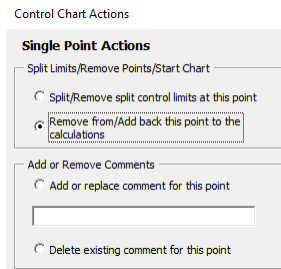 Control Chart Actions
Single Point Actions
Split Limits/Remove Points/Start Chart
Split/Remove split control limits at this point
Remove from/Add back this point to the
calculations
Add or Remove Comments
Add or replace comment for this point
Delete existing comment for this point